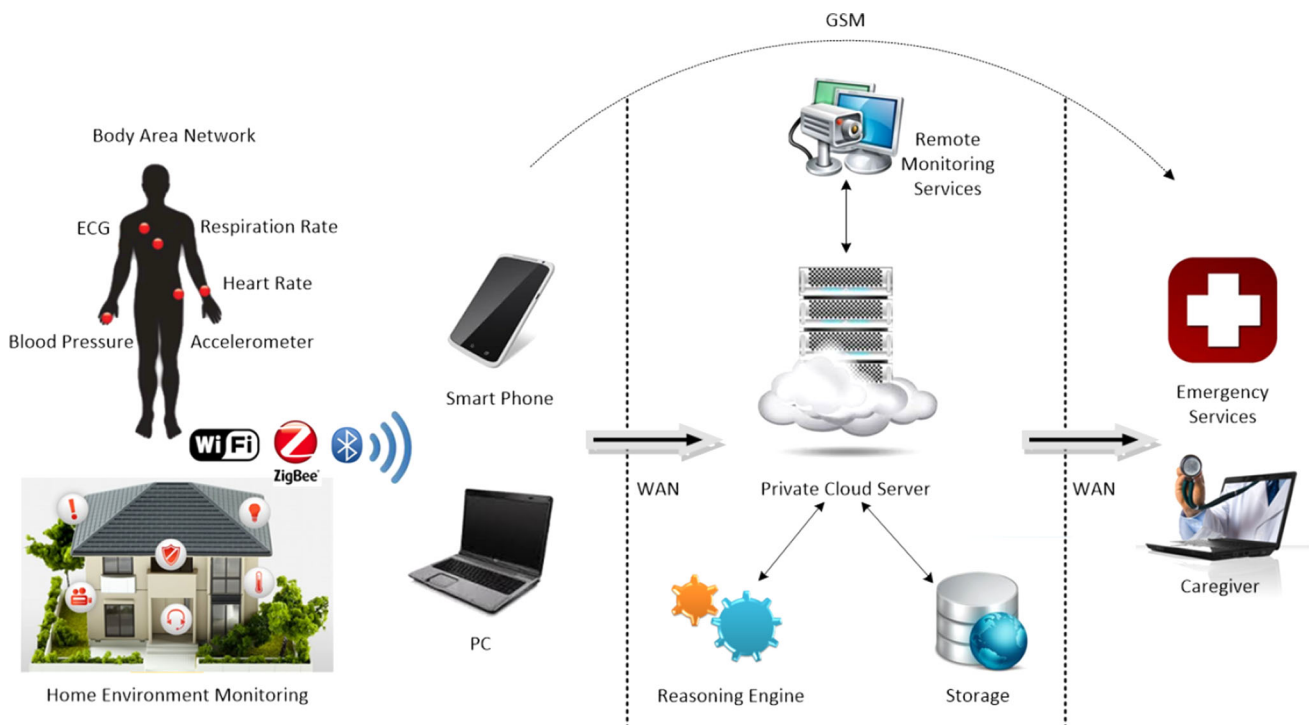 GSM
Body Area Network
Remote
Monitoring
Services
ECG
Respiration Rate
Heart Rate
Blood Pressure
Accelerometer
Smart Phone
Emergency
Services
WiFi
ZigBee®
WAN
Private Cloud Server
WAN
Caregiver
PC
Home Environment Monitoring
Reasoning Engine
Storage